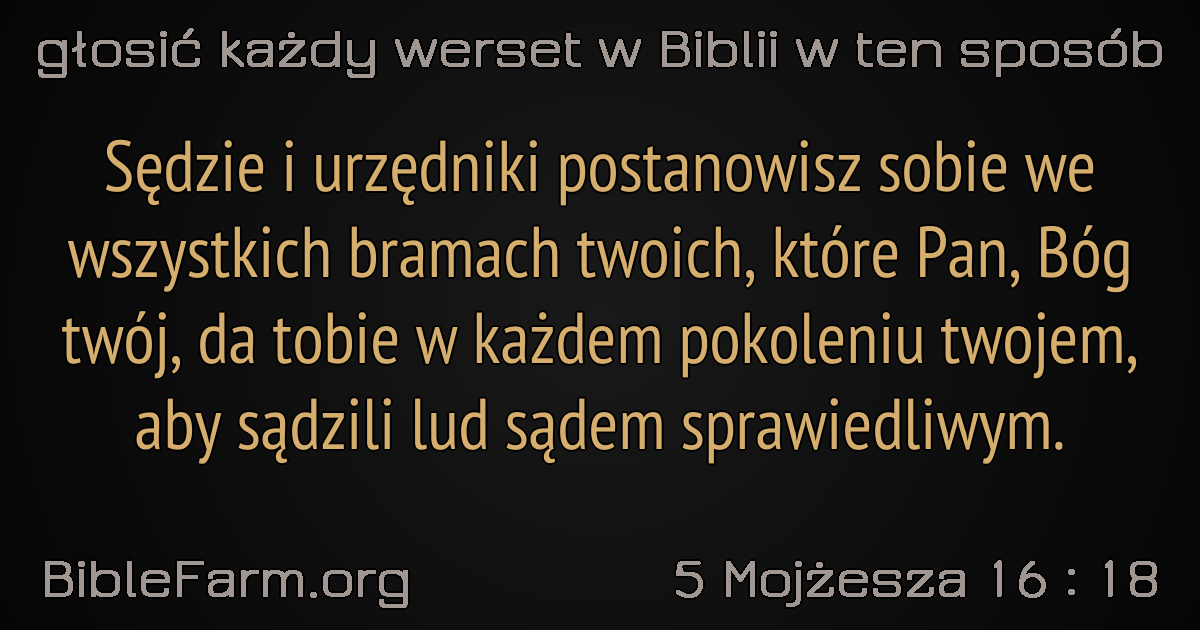 głosić każdy werset w Biblii w ten sposób
Sędzie i urzędniki postanowisz sobie we
wszystkich bramach twoich, które Pan, Bóg
twój, da tobie w każdem pokoleniu twojem,
aby sądzili lud sądem sprawiedliwym.
BibleFarm.org
5 Mojżesza 16 : 18